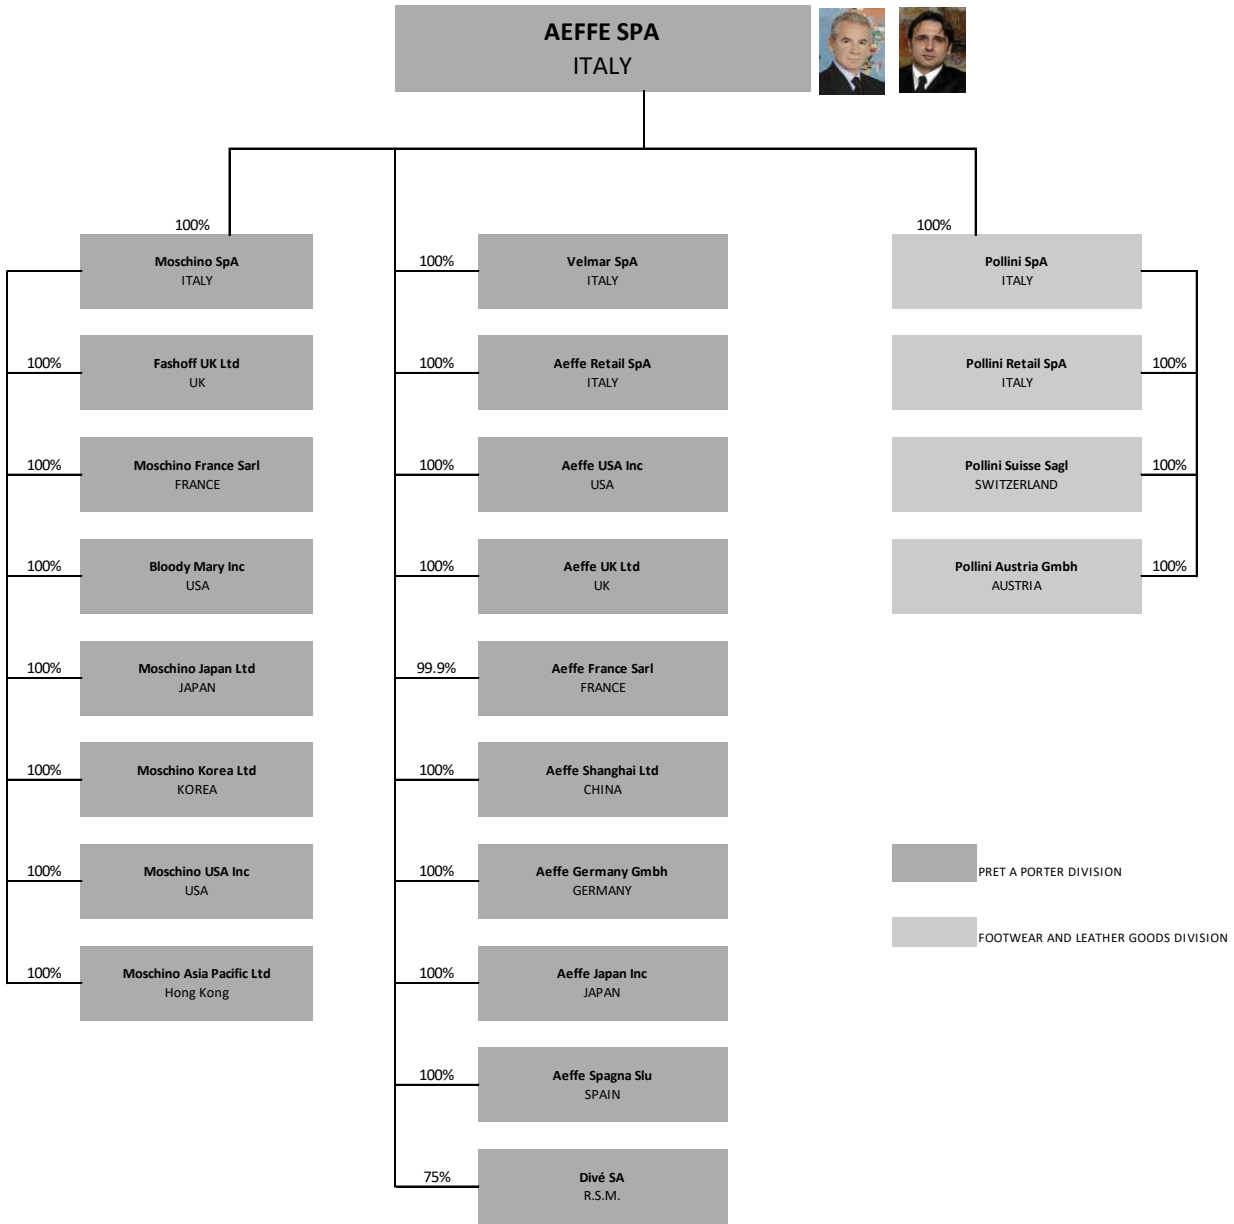 AEFFE SPA
ITALY
100%
Moschino SpA
ITALY
100%
Fashoff UK Ltd
UK
100%
Moschino France Sarl
FRANCE
100%
Bloody Mary Inc
USA
100%
Moschino Japan Ltd
JAPAN
100%
Moschino Korea Ltd
KOREA
100%
Moschino USA Inc
USA
100%
Moschino Asia Pacific Ltd
Hong Kong
100%
Velmar SpA
ITALY
100%
Aeffe Retail SpA
ITALY
100%
Aeffe USA Inc
USA
100%
Aeffe UK Ltd
UK
99.9%
Aeffe France Sarl
FRANCE
100%
Aeffe Shanghai Ltd
CHINA
100%
Aeffe Germany Gmbh
GERMANY
100%
Aeffe Japan Inc
JAPAN
100%
Aeffe Spagna Slu
SPAIN
75%
Divé SA
R.S.M.
100%
Pollini SpA
ITALY
Pollini Retail SpA
ITALY
100%
Pollini Suisse Sagl
SWITZERLAND
100%
Pollini Austria Gmbh
AUSTRIA
100%
PRET A PORTER DIVISION
FOOTWEAR AND LEATHER GOODS DIVISION